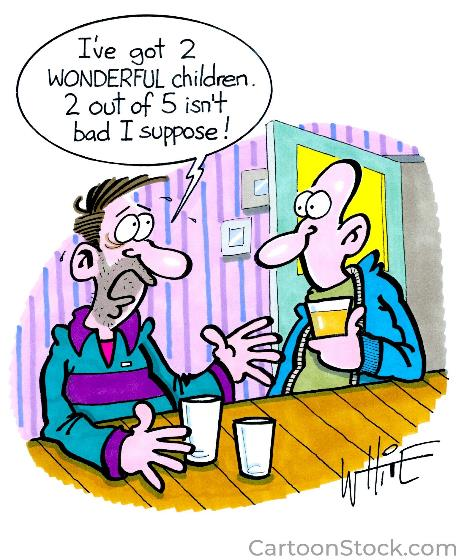 I've got 2
WONDERFUL children.
2 out of 5 isn't
bad I suppose!
WHITE
CartoonStock.com